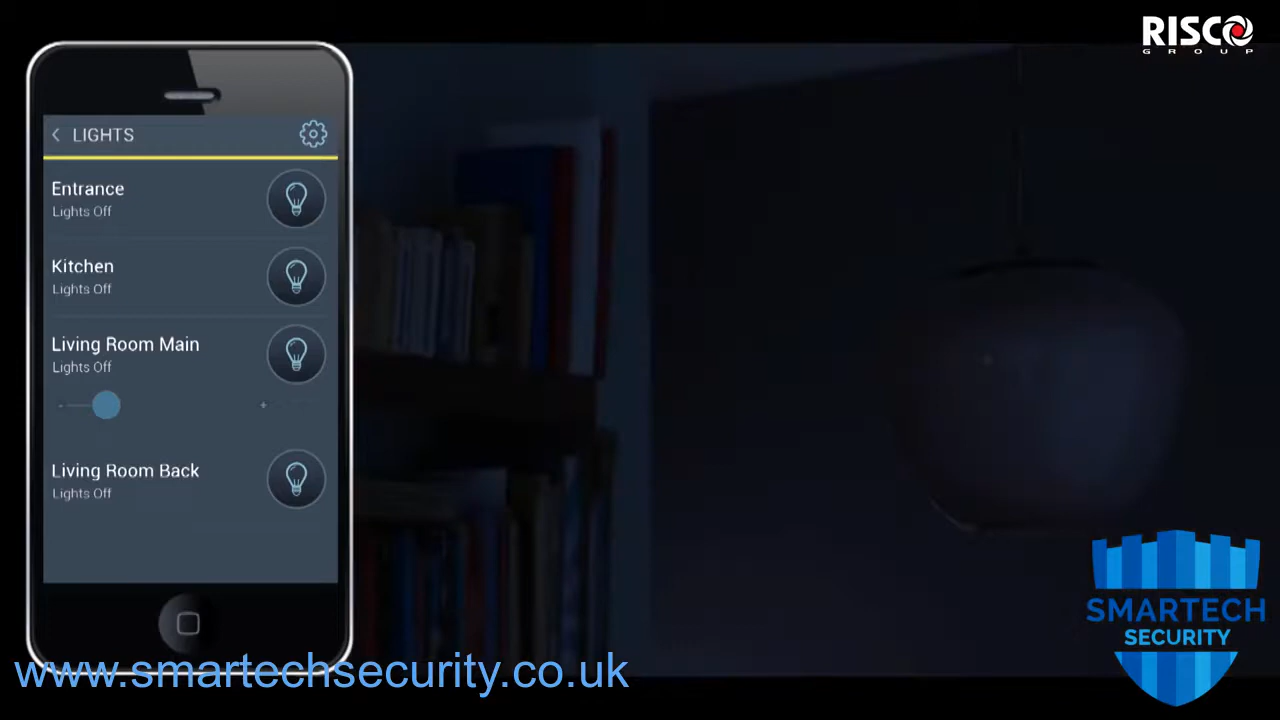 RISCO
GROUP
LIGHTS
Entrance
Lights Off
Kitchen
Lights Off
Living Room Main
Lights Off
- +
Living Room Back
Lights Off
SMARTECH
SECURITY
www.smartechsecurity.co.uk